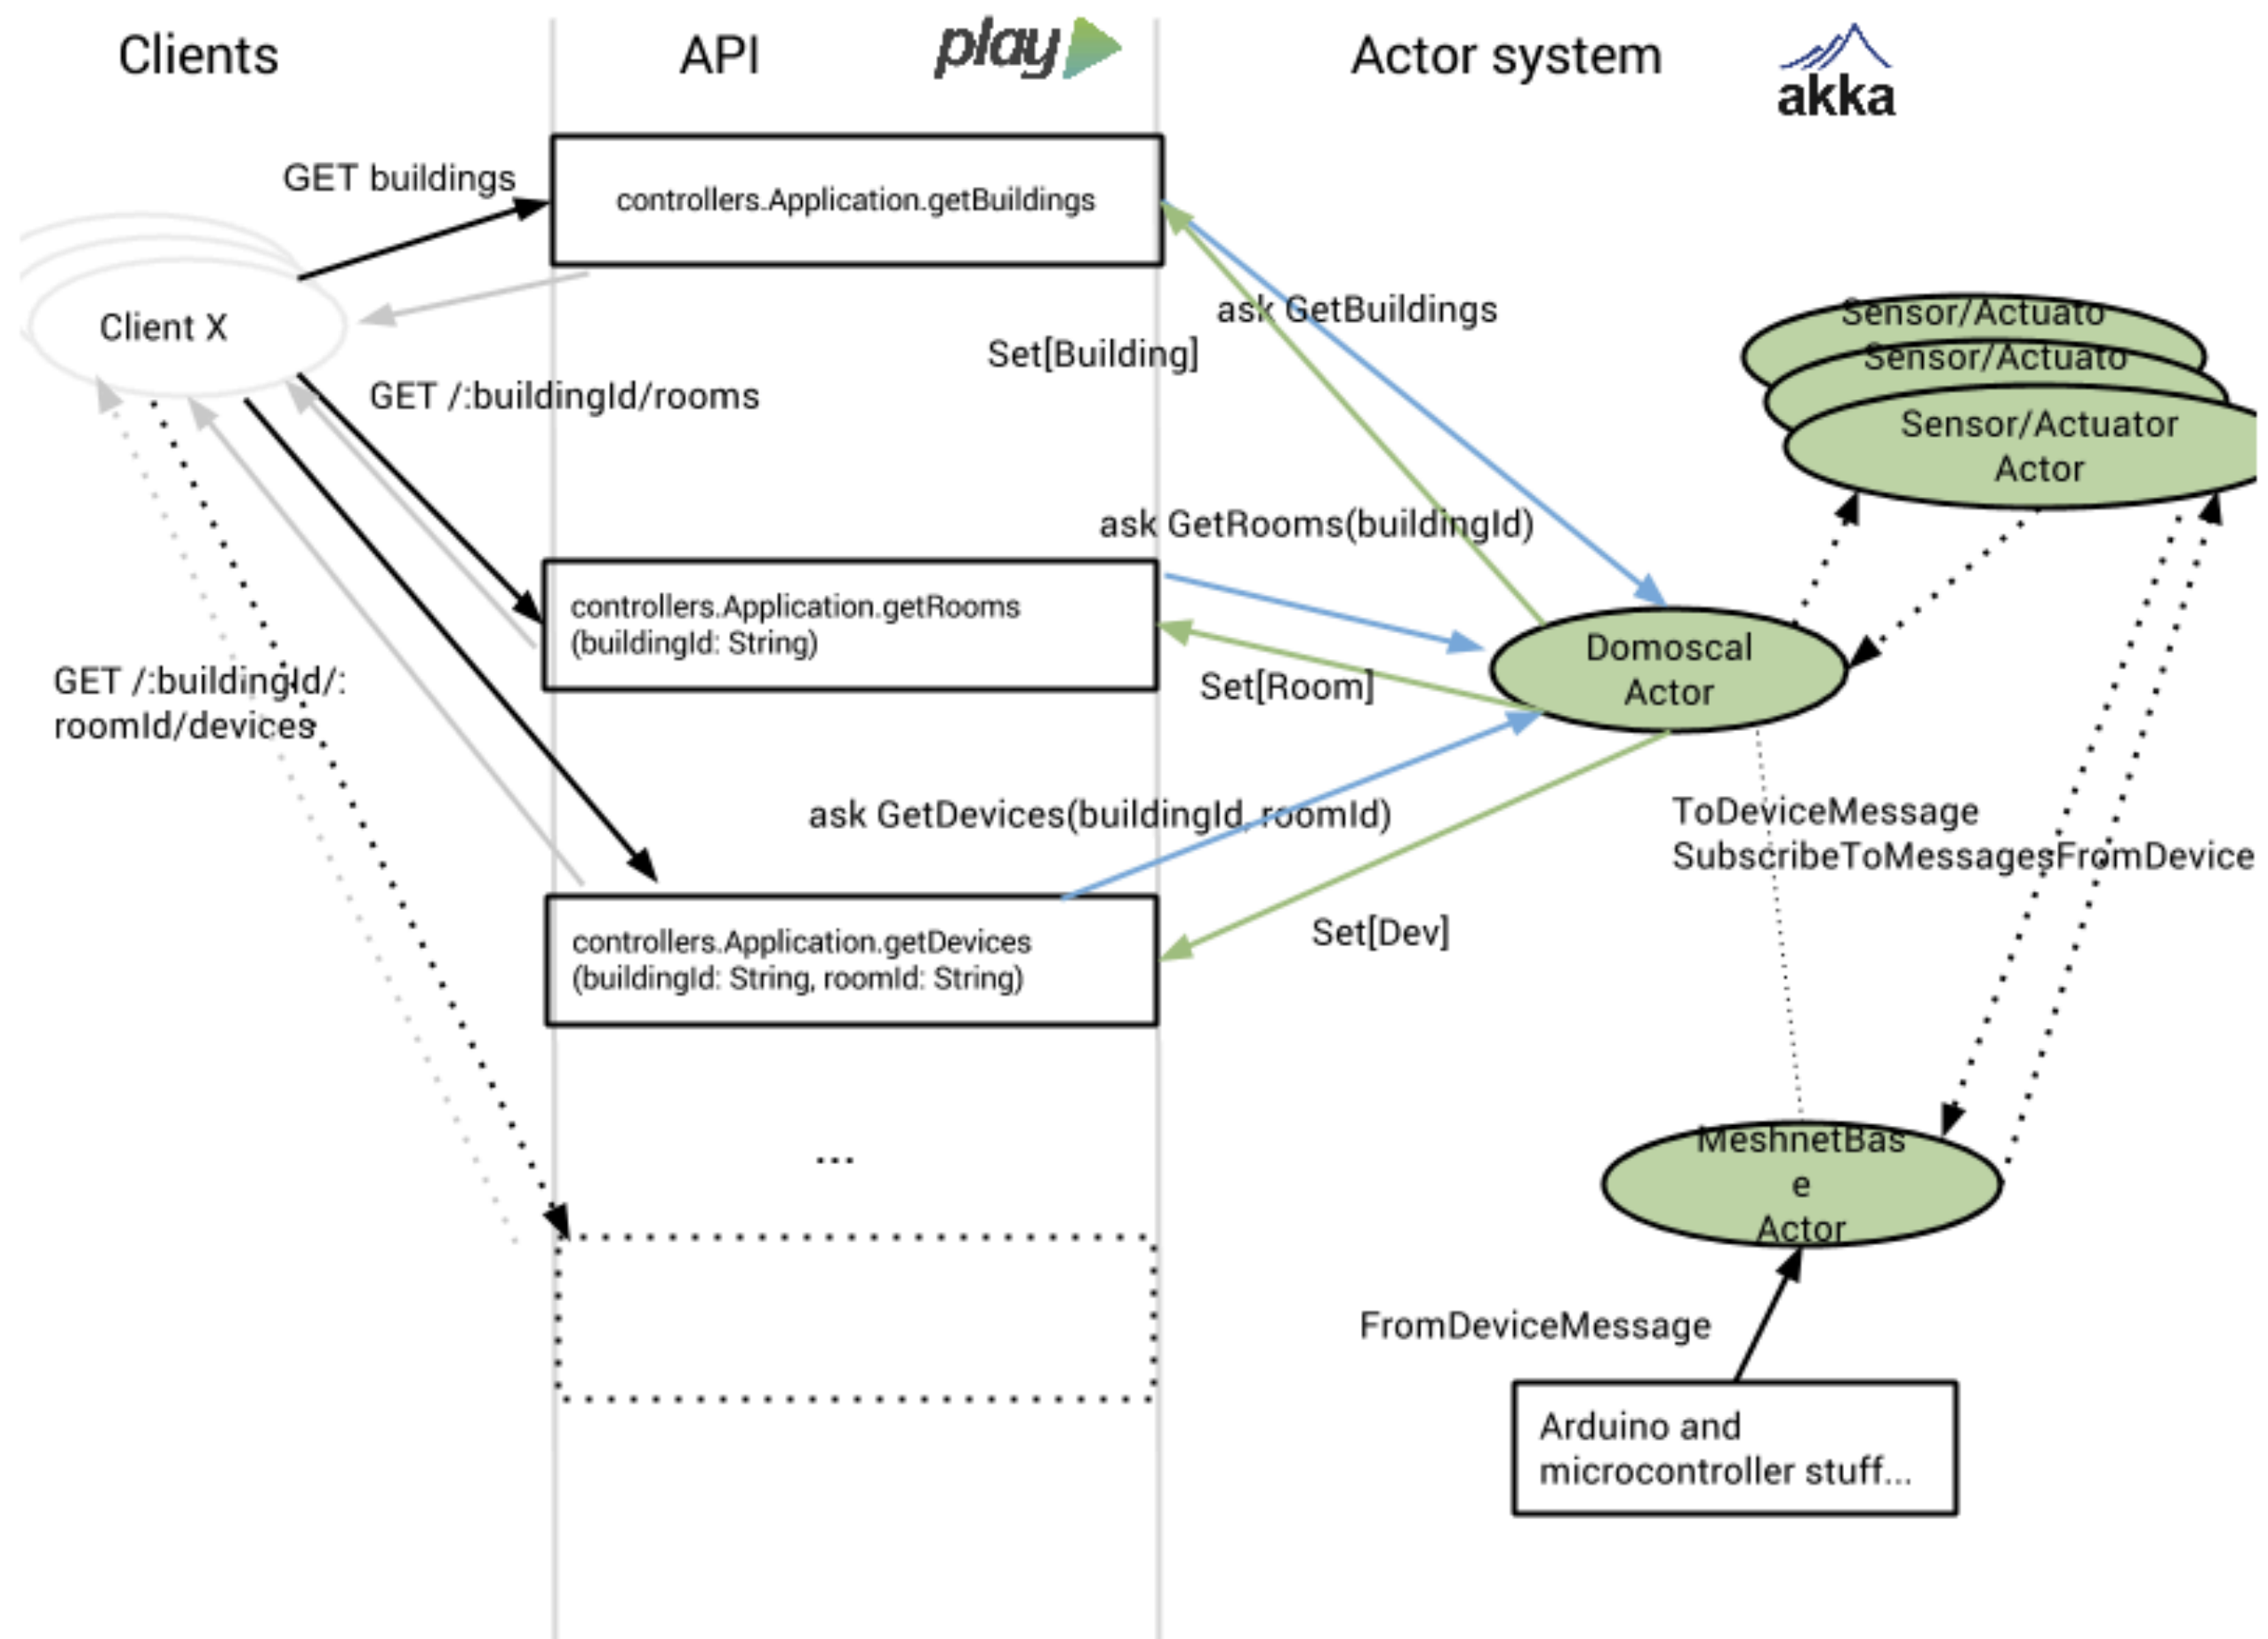 Clients
API
play
Actor system
akka
GET buildings
controllers.Application.getBuildings
Client X
ask GetBuildings
Set[Building]
GET /:buildingId/rooms
Sensor/Actuato
Sensor/Actuato
Sensor/Actuator
Actor
ask GetRooms(buildingId)
controllers.Application.getRooms
(buildingId: String)
Domoscal
Actor
Set[Room]
GET /:buildingId/:
roomId/devices
ask GetDevices(buildingId, roomId)
ToDeviceMessage
SubscribeToMessagesFromDevice
controllers.Application.getDevices
(buildingId: String, roomId: String)
Set[Dev]
...
MeshnetBas
e
Actor
FromDeviceMessage
Arduino and
microcontroller stuff...